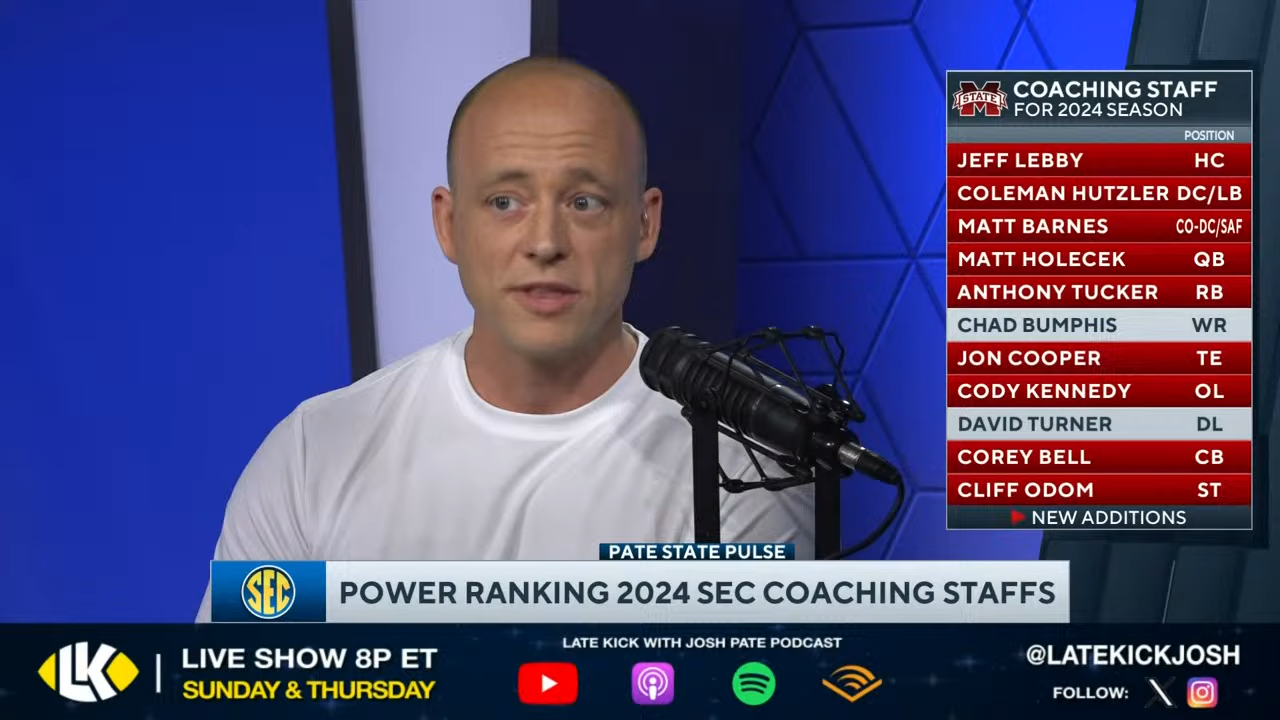 STATE
COACHING STAFF
FOR 2024 SEASON
POSITION
JEFF LEBBY HC
COLEMAN HUTZLER DC/LB
MATT BARNES CO-DC/SAF
MATT HOLECEK QB
ANTHONY TUCKER RB
CHAD BUMPHIS WR
JON COOPER TE
CODY KENNEDY OL
DAVID TURNER DL
COREY BELL CB
CLIFF ODOM ST
NEW ADDITIONS
PATE STATE PULSE
SEC POWER RANKING 2024 SEC COACHING STAFFS
LK
LIVE SHOW 8P ET
SUNDAY & THURSDAY
LATE KICK WITH JOSH PATE PODCAST
@LATEKICKJOSH
FOLLOW: